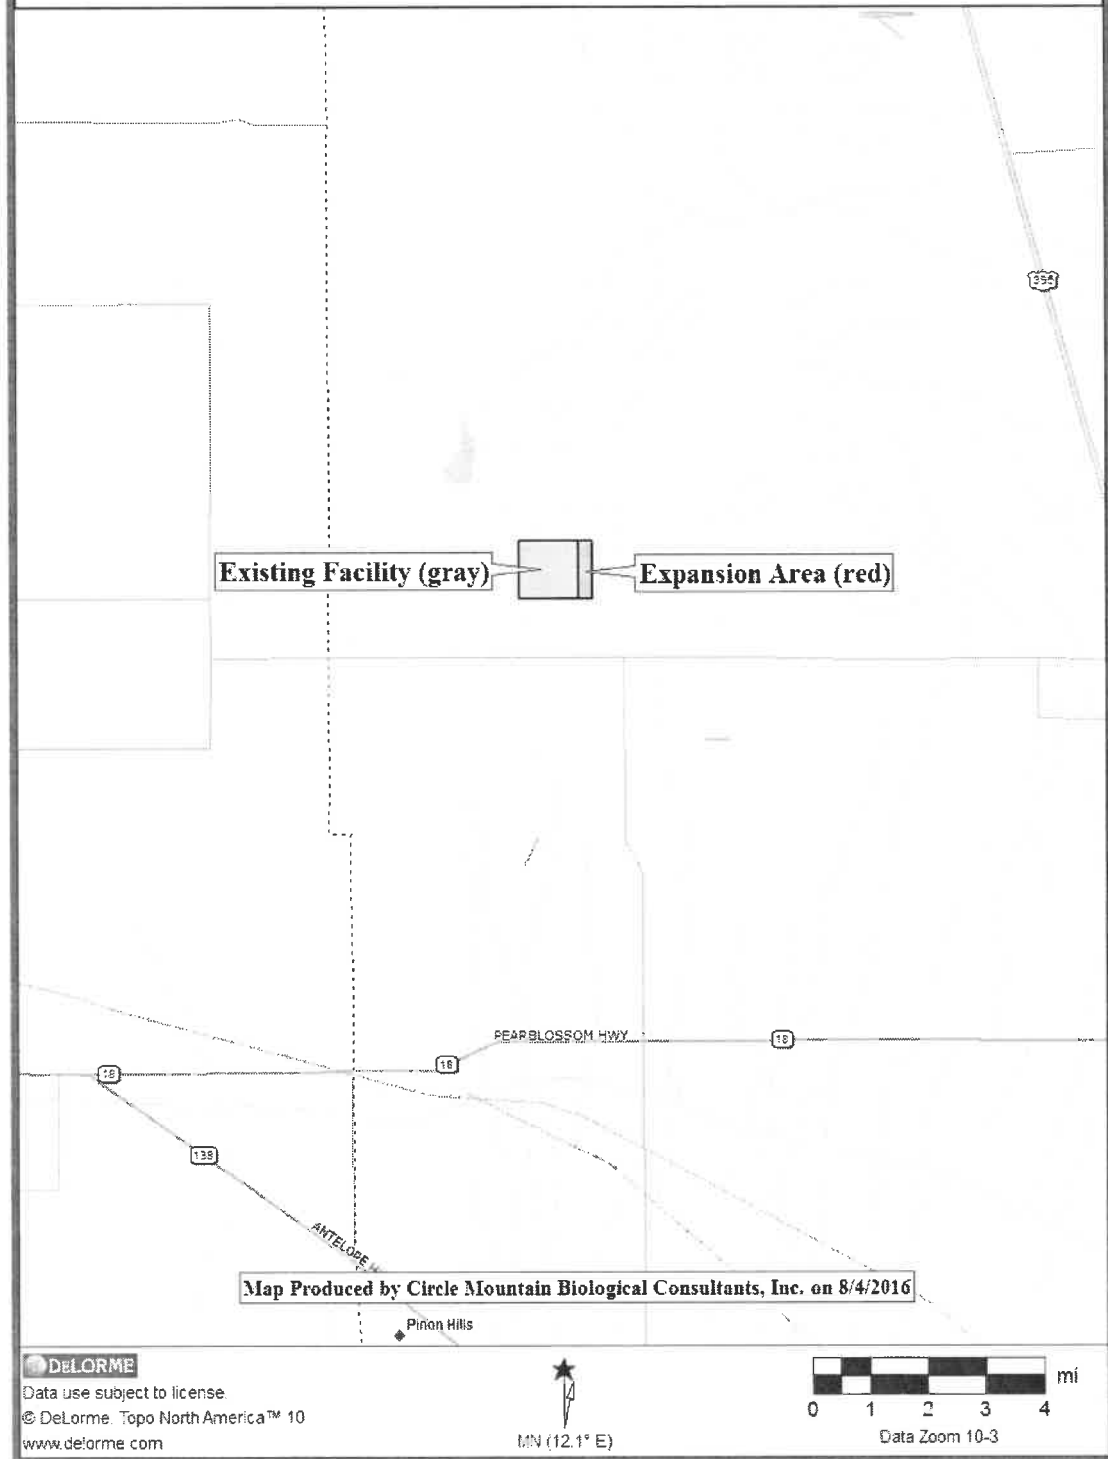 395
Existing Facility (gray)
Expansion Area (red)
PEARBLOSSOM HWY
18
18
18
138
ANTELOPE H
Map Produced by Circle Mountain Biological Consultants, Inc. on 8/4/2016
Pinon Hills
DELORME
Data use subject to license.
© DeLorme. Topo North America™ 10
www.delorme.com
MN (12.1° E)
mi
0 1 2 3 4
Data Zoom 10-3